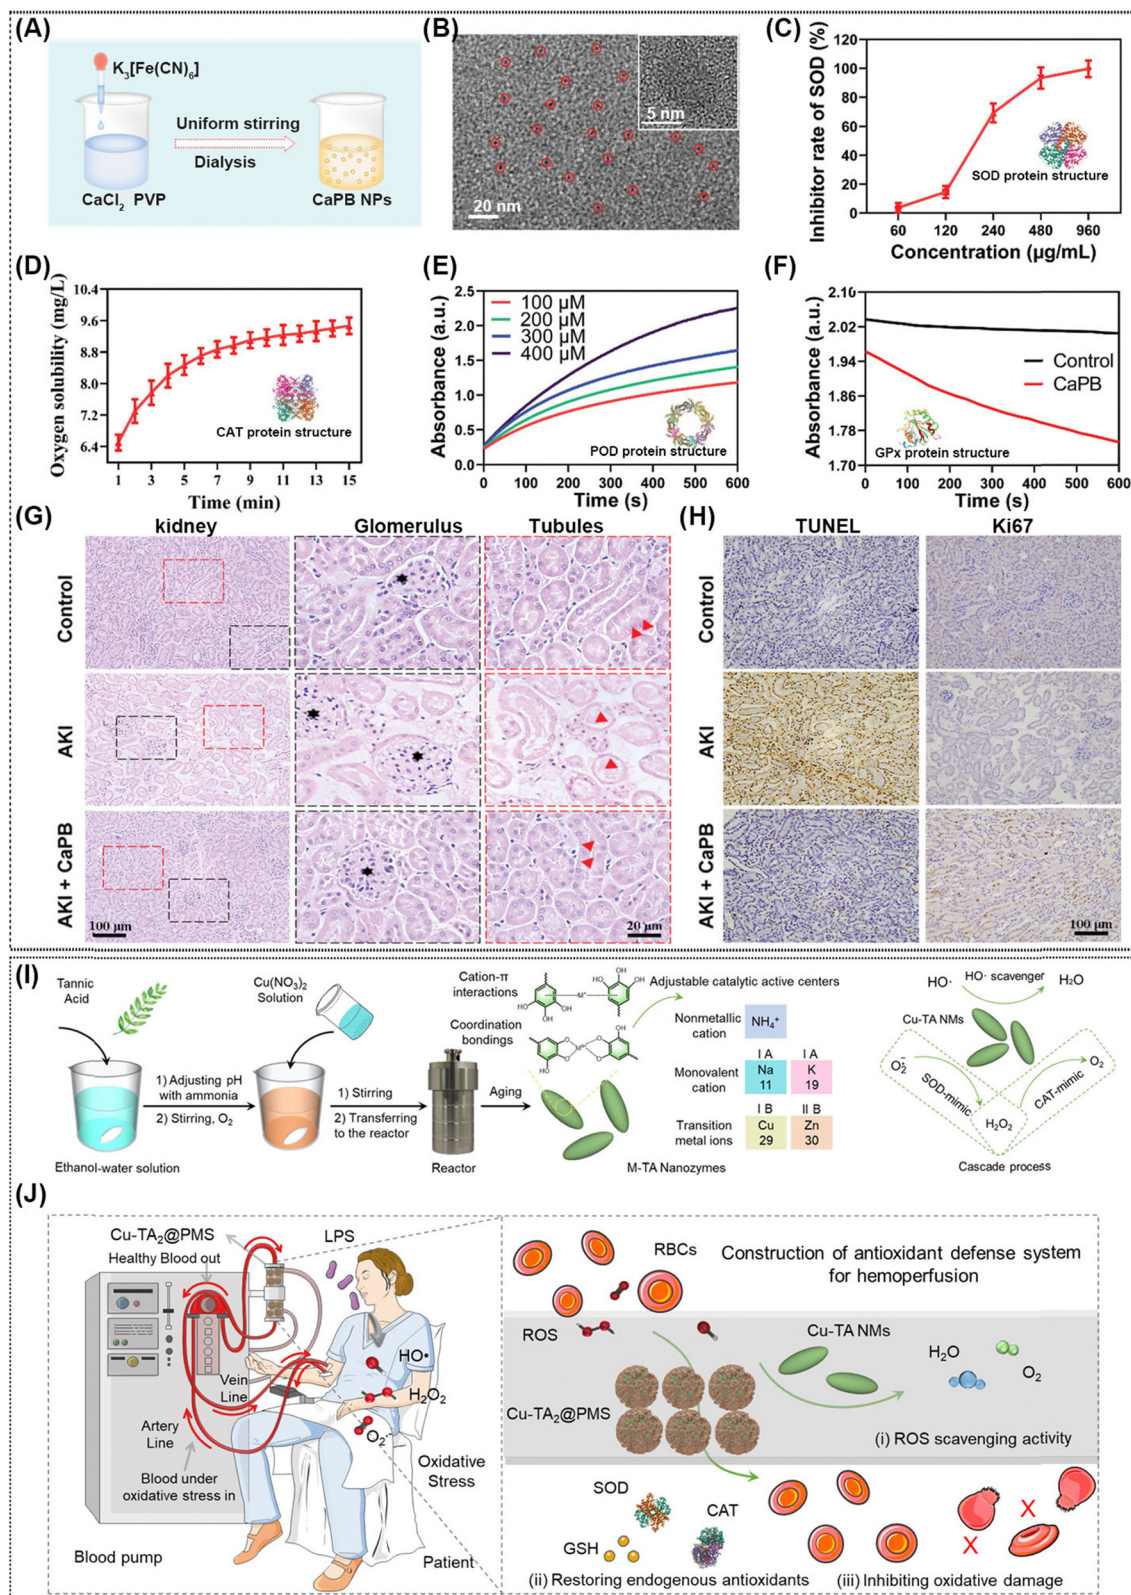 (A)
K3[Fe(CN)6]
Uniform stirring
Dialysis
CaCl2 PVP
CaPB NPs
(B)
5 nm
20 nm
(C)
Inhibitor rate of SOD (%)
120
100
80
60
40
20
0
SOD protein structure
60 120 240 480 960
Concentration (μg/mL)
(D)
Oxygen solubility (mg/L)
10.4
9.6
8.8
8.0
7.2
6.4
CAT protein structure
1 3 5 7 9 11 13 15
Time (min)
(E)
Absorbance (a.u.)
2.5
2.0
1.5
1.0
0.5
0.0
100 μM
200 μM
300 μM
400 μM
POD protein structure
0 100 200 300 400 500 600
Time (s)
(F)
Absorbance (a.u.)
2.10
2.02
1.94
1.86
1.78
1.70
Control
CaPB
GPx protein structure
0 100 200 300 400 500 600
Time (s)
(G)
kidney Glomerulus Tubules
Control
AKI
AKI + CaPB
100 μm
20 μm
(H)
TUNEL Ki67
Control
AKI
AKI + CaPB
100 μm
(I)
Tannic
Acid
Ethanol-water solution
1) Adjusting pH
with ammonia
2) Stirring, O2
Cu(NO3)2
Solution
1) Stirring
2) Transferring
to the reactor
Reactor
Aging
Cation-π
interactions
Coordination
bondings
OH
HO
M+
M-TA Nanozymes
Adjustable catalytic active centers
Nonmetallic
cation
NH4+
Monovalent
cation
I A
Na
11
I A
K
19
Transition
metal ions
I B
Cu
29
II B
Zn
30
HO· scavenger
HO·
H2O
Cu-TA NMs
O2−
SOD-mimic
H2O2
CAT-mimic
O2
Cascade process
(J)
Cu-TA2@PMS
Healthy Blood out
LPS
HO•
H2O2
O2·−
Vein
Line
Artery
Line
Blood under
oxidative stress in
Oxidative
Stress
Blood pump
Patient
RBCs
Construction of antioxidant defense system
for hemoperfusion
ROS
Cu-TA NMs
H2O
O2
Cu-TA2@PMS
(i) ROS scavenging activity
SOD
CAT
GSH
X
X
(ii) Restoring endogenous antioxidants
(iii) Inhibiting oxidative damage